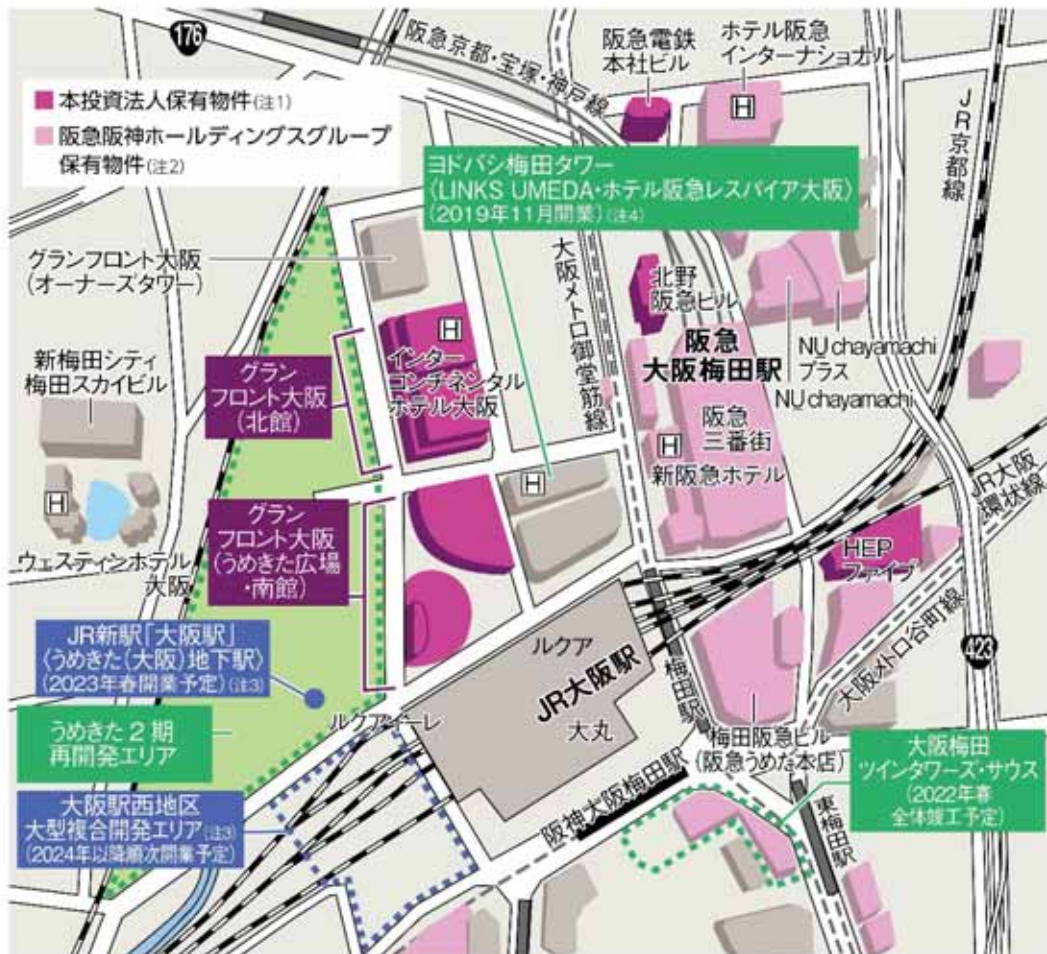 176
阪急京都・宝塚・神戸線
阪急電鉄
本社ビル
ホテル阪急
インターナショナル
H
JR京都線
本投資法人保有物件(注1)
阪急阪神ホールディングスグループ
保有物件(注2)
ヨドバシ梅田タワー
〈LINKS UMEDA・ホテル阪急レスパイア大阪〉
(2019年11月開業)(注4)
グランフロント大阪
(オーナーズタワー)
大阪メトロ御堂筋線
北野
阪急ビル
阪急
大阪梅田駅
NU chayamachi
プラス
NU chayamachi
新梅田シティ
梅田スカイビル
グラン
フロント大阪
(北館)
H
インター
コンチネンタル
ホテル大阪
阪急
三番街
H
新阪急ホテル
H
H
グラン
フロント大阪
(うめきた広場
・南館)
JR大阪
環状線
ウェスティンホテル
大阪
HEP
ファイブ
JR新駅「大阪駅」
〈うめきた(大阪)地下駅〉
(2023年春開業予定)(注3)
ルクア
JR大阪駅
大丸
梅田駅
大阪メトロ谷町線
423
うめきた2期
再開発エリア
ルクアイーレ
梅田阪急ビル
(阪急うめだ本店)
大阪梅田
ツインタワーズ・サウス
(2022年春
全体竣工予定)
大阪駅西地区
大型複合開発エリア(注3)
(2024年以降順次開業予定)
阪神大阪梅田駅
東梅田駅